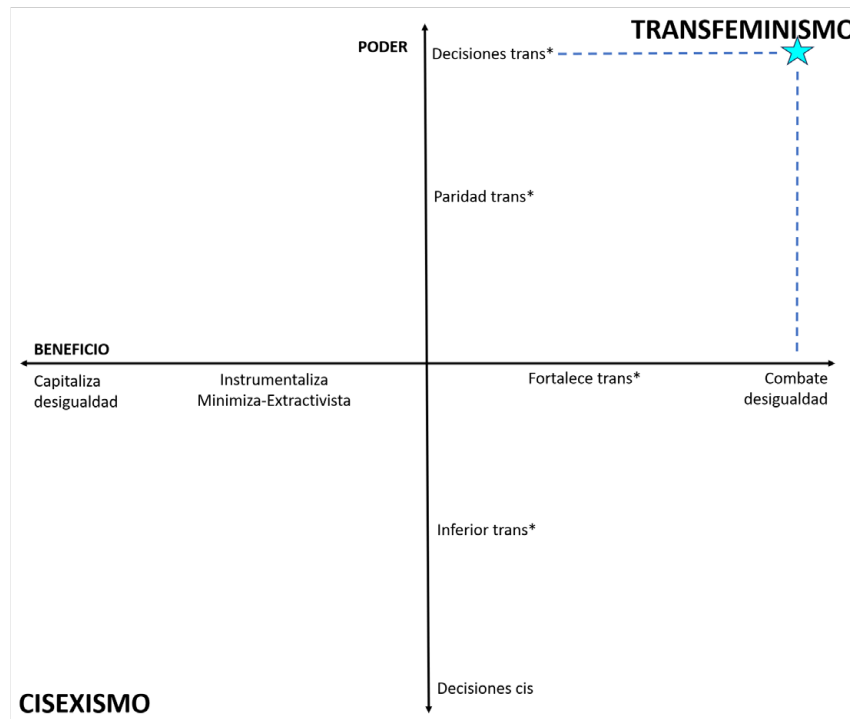 TRANSFEMINISMO
PODER
Decisiones trans*
Paridad trans*
BENEFICIO
Capitaliza
desigualdad
Instrumentaliza
Minimiza-Extractivista
Fortalece trans*
Combate
desigualdad
Inferior trans*
Decisiones cis
CISEXISMO